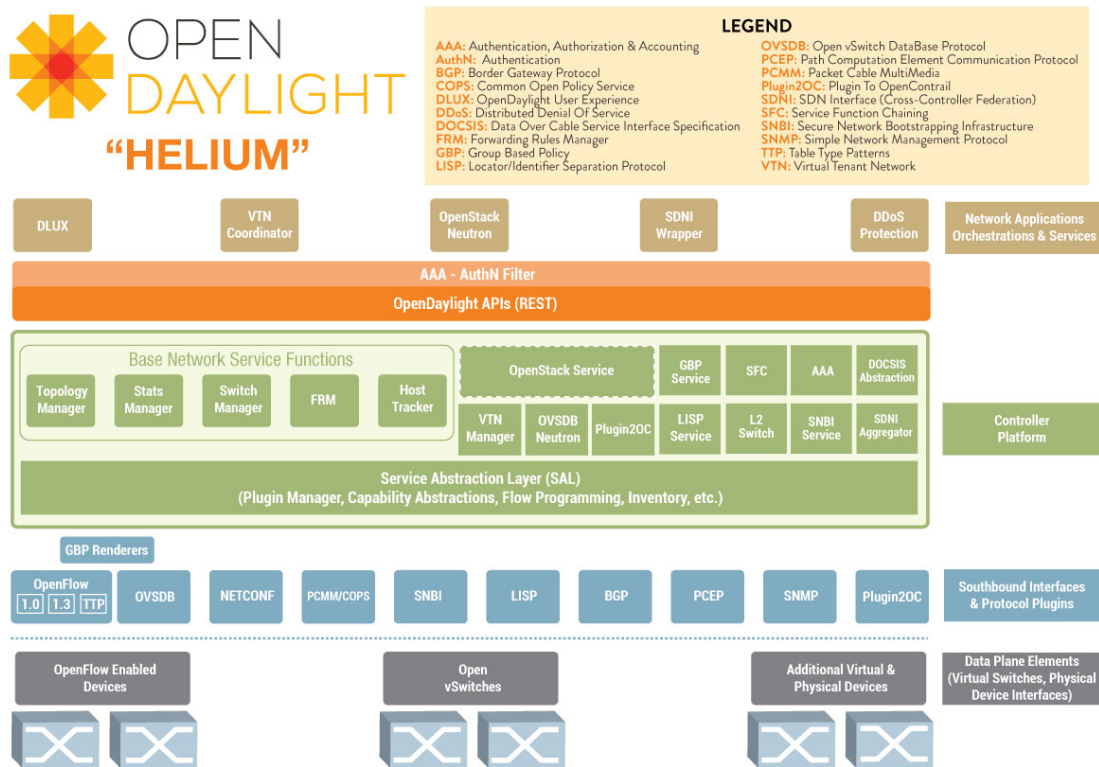 OPEN
DAYLIGHT
“HELIUM”
LEGEND
AAA: Authentication, Authorization & Accounting
AuthN: Authentication
BGP: Border Gateway Protocol
COPS: Common Open Policy Service
DLUX: OpenDaylight User Experience
DDoS: Distributed Denial Of Service
DOCSIS: Data Over Cable Service Interface Specification
FRM: Forwarding Rules Manager
GBP: Group Based Policy
LISP: Locator/Identifier Separation Protocol
OVSDB: Open vSwitch DataBase Protocol
PCEP: Path Computation Element Communication Protocol
PCMM: Packet Cable MultiMedia
Plugin2OC: Plugin To OpenContrail
SDNI: SDN Interface (Cross-Controller Federation)
SFC: Service Function Chaining
SNBI: Secure Network Bootstrapping Infrastructure
SNMP: Simple Network Management Protocol
TTP: Table Type Patterns
VTN: Virtual Tenant Network
DLUX
VTN
Coordinator
OpenStack
Neutron
SDNI
Wrapper
DDoS
Protection
Network Applications
Orchestrations & Services
AAA - AuthN Filter
OpenDaylight APIs (REST)
Base Network Service Functions
Topology
Manager
Stats
Manager
Switch
Manager
FRM
Host
Tracker
OpenStack Service
GBP
Service
SFC
AAA
DOCSIS
Abstraction
VTN
Manager
OVSDB
Neutron
Plugin2OC
LISP
Service
L2
Switch
SNBI
Service
SDNI
Aggregator
Controller
Platform
Service Abstraction Layer (SAL)
(Plugin Manager, Capability Abstractions, Flow Programming, Inventory, etc.)
GBP Renderers
OpenFlow
1.0 1.3 TTP
OVSDB
NETCONF
PCMM/COPS
SNBI
LISP
BGP
PCEP
SNMP
Plugin2OC
Southbound Interfaces
& Protocol Plugins
OpenFlow Enabled
Devices
Open
vSwitches
Additional Virtual &
Physical Devices
Data Plane Elements
(Virtual Switches, Physical
Device Interfaces)